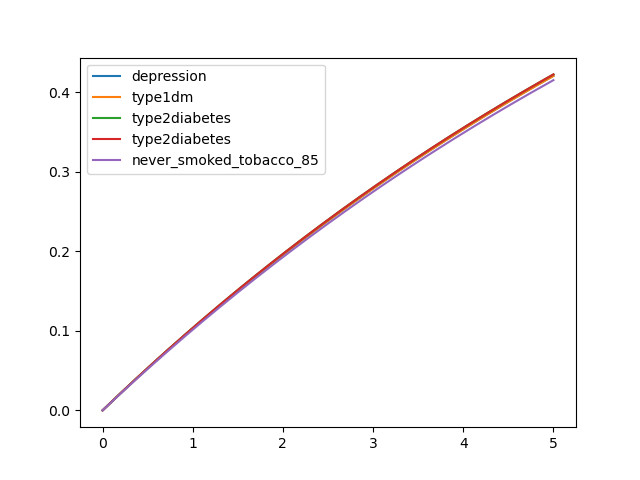 depression
type1dm
type2diabetes
type2diabetes
never_smoked_tobacco_85
0.4
0.3
0.2
0.1
0.0
0 1 2 3 4 5